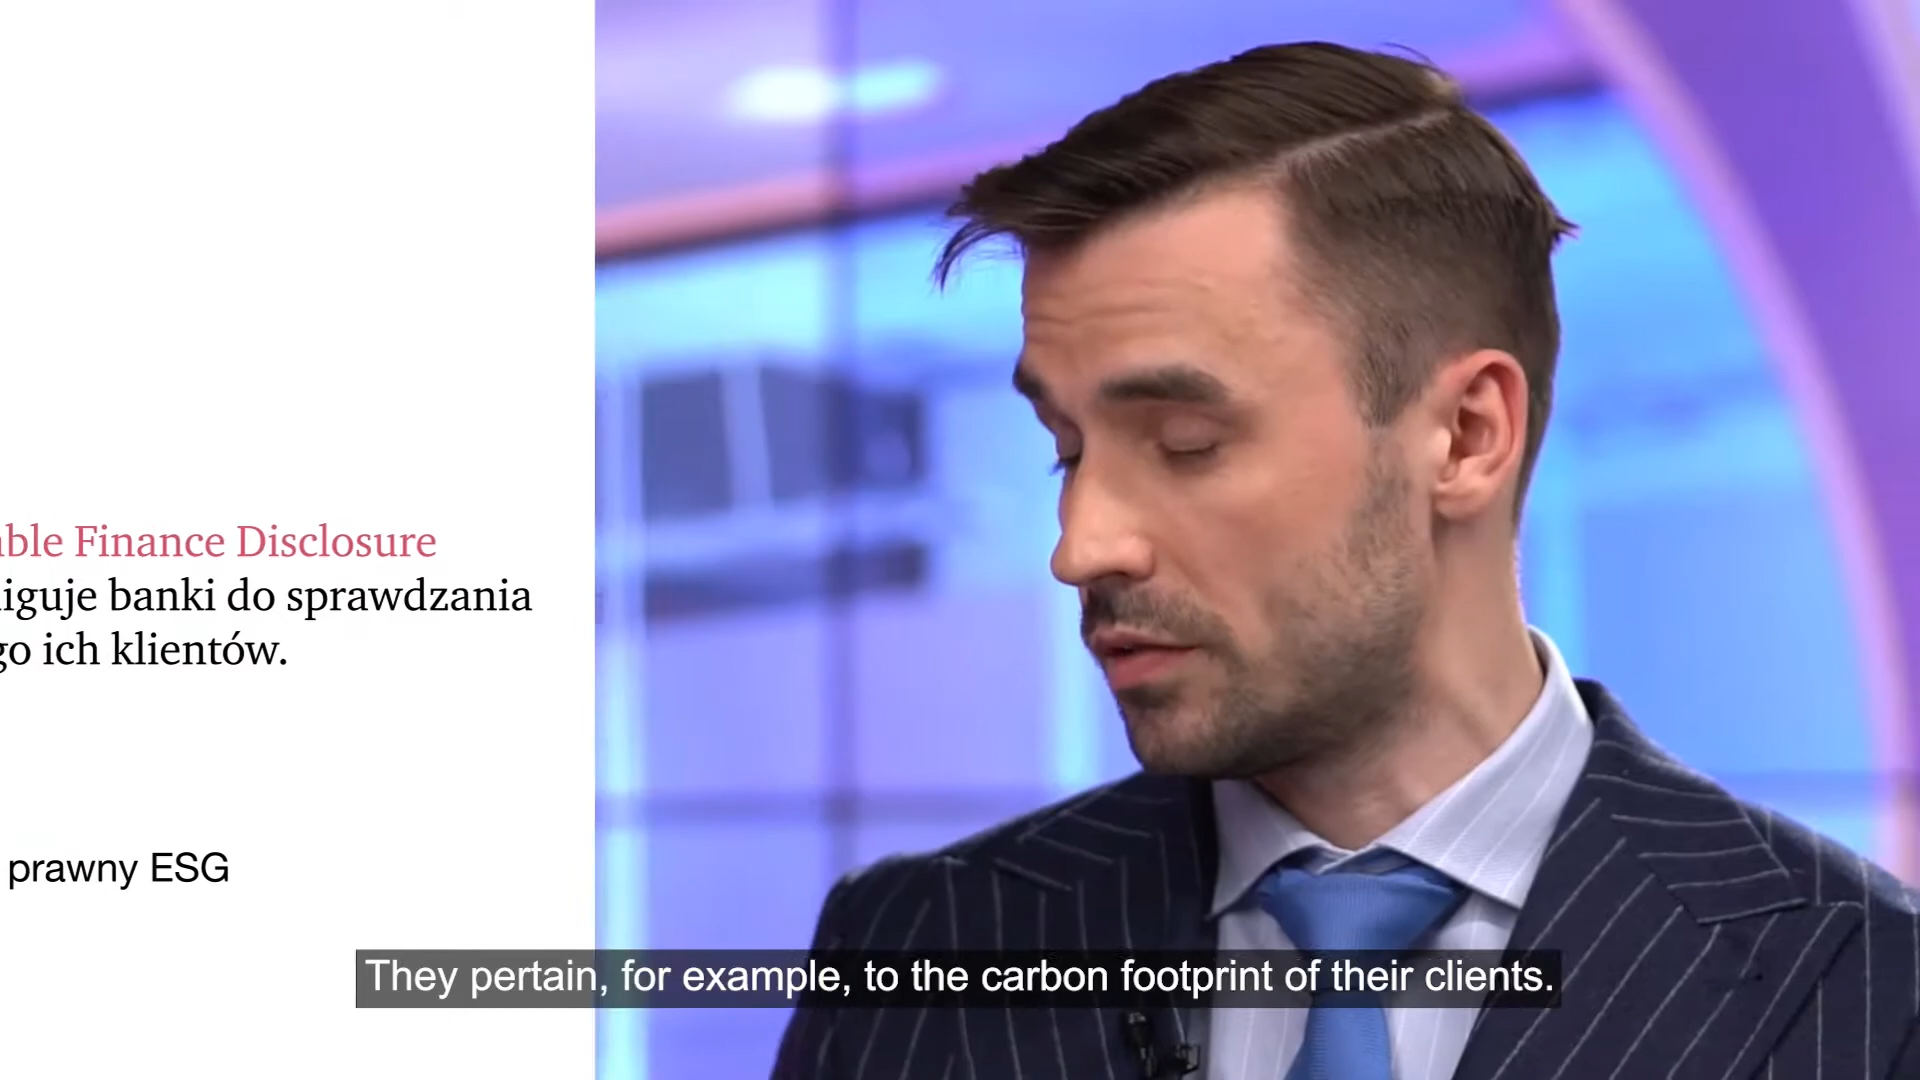 ble Finance Disclosure
iguje banki do sprawdzania
go ich klientów.
prawny ESG
They pertain, for example, to the carbon footprint of their clients.